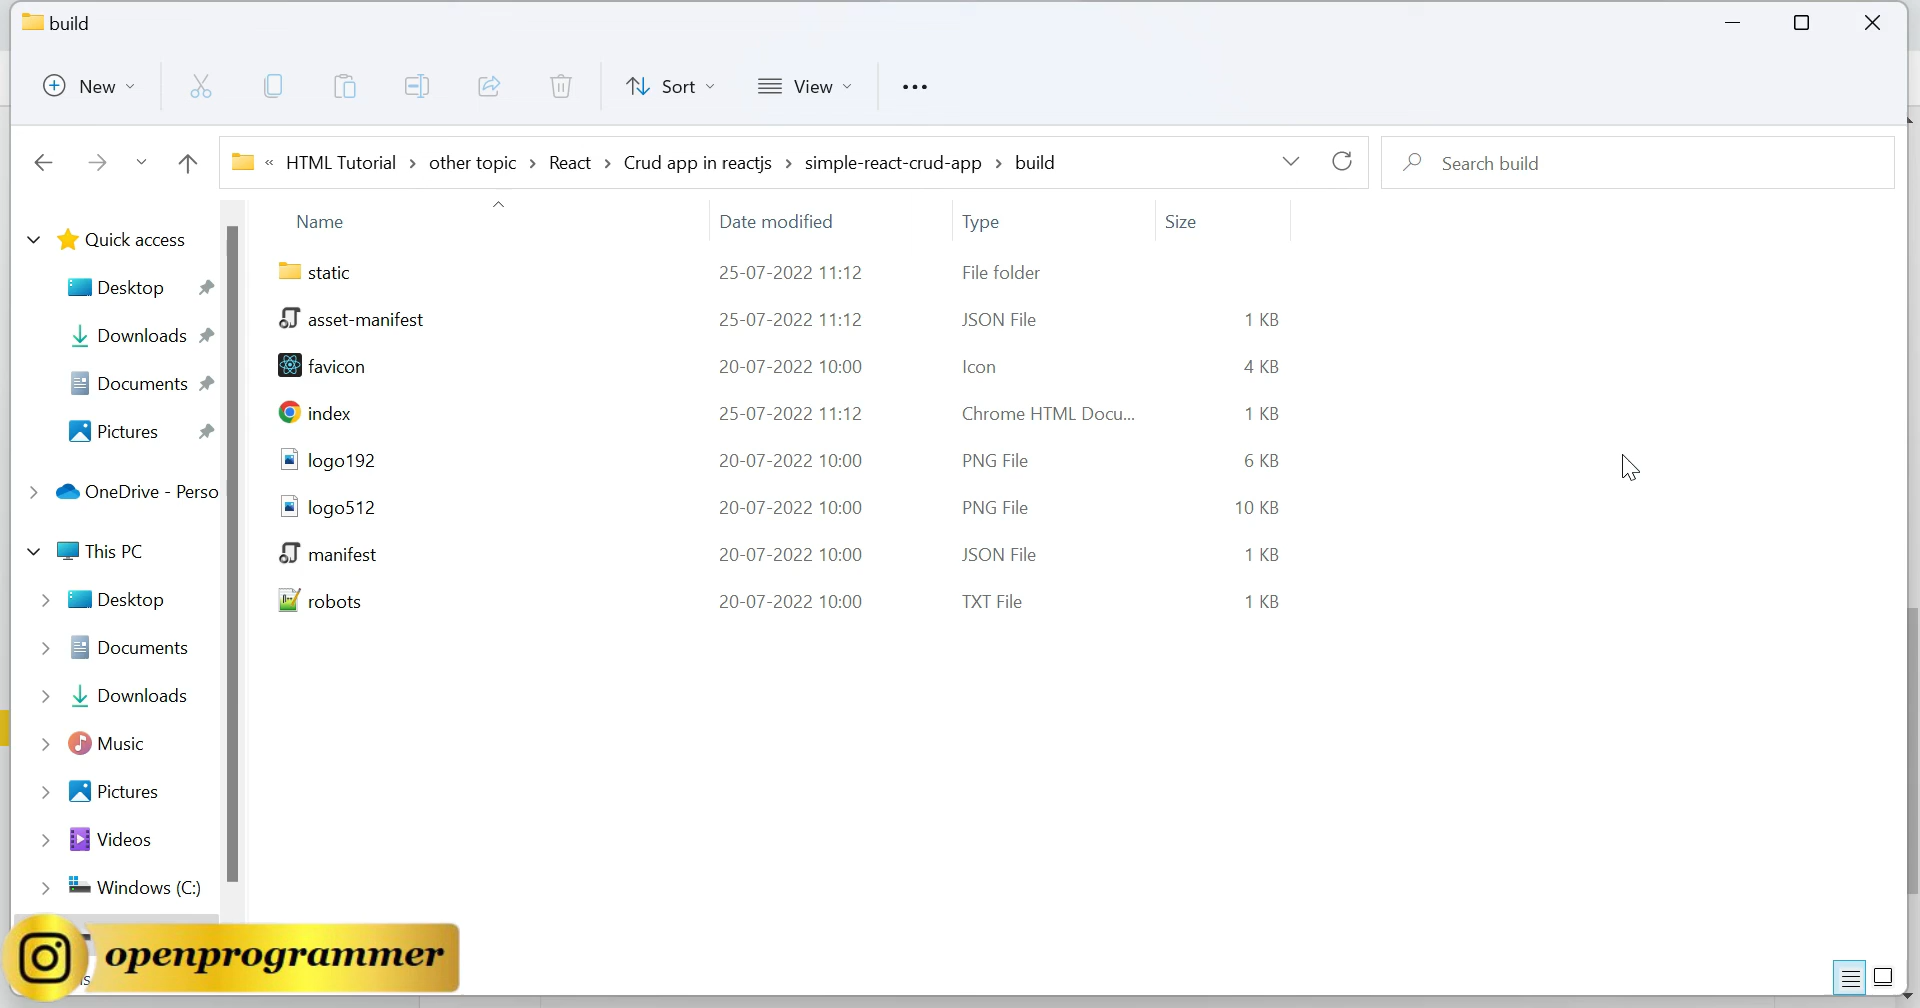 build
New
Sort
View
« HTML Tutorial > other topic > React > Crud app in reactjs > simple-react-crud-app > build
Search build
Name Date modified Type Size
static 25-07-2022 11:12 File folder
asset-manifest 25-07-2022 11:12 JSON File 1 KB
favicon 20-07-2022 10:00 Icon 4 KB
index 25-07-2022 11:12 Chrome HTML Docu... 1 KB
logo192 20-07-2022 10:00 PNG File 6 KB
logo512 20-07-2022 10:00 PNG File 10 KB
manifest 20-07-2022 10:00 JSON File 1 KB
robots 20-07-2022 10:00 TXT File 1 KB
Quick access
Desktop
Downloads
Documents
Pictures
OneDrive - Perso
This PC
Desktop
Documents
Downloads
Music
Pictures
Videos
Windows (C:)
openprogrammer